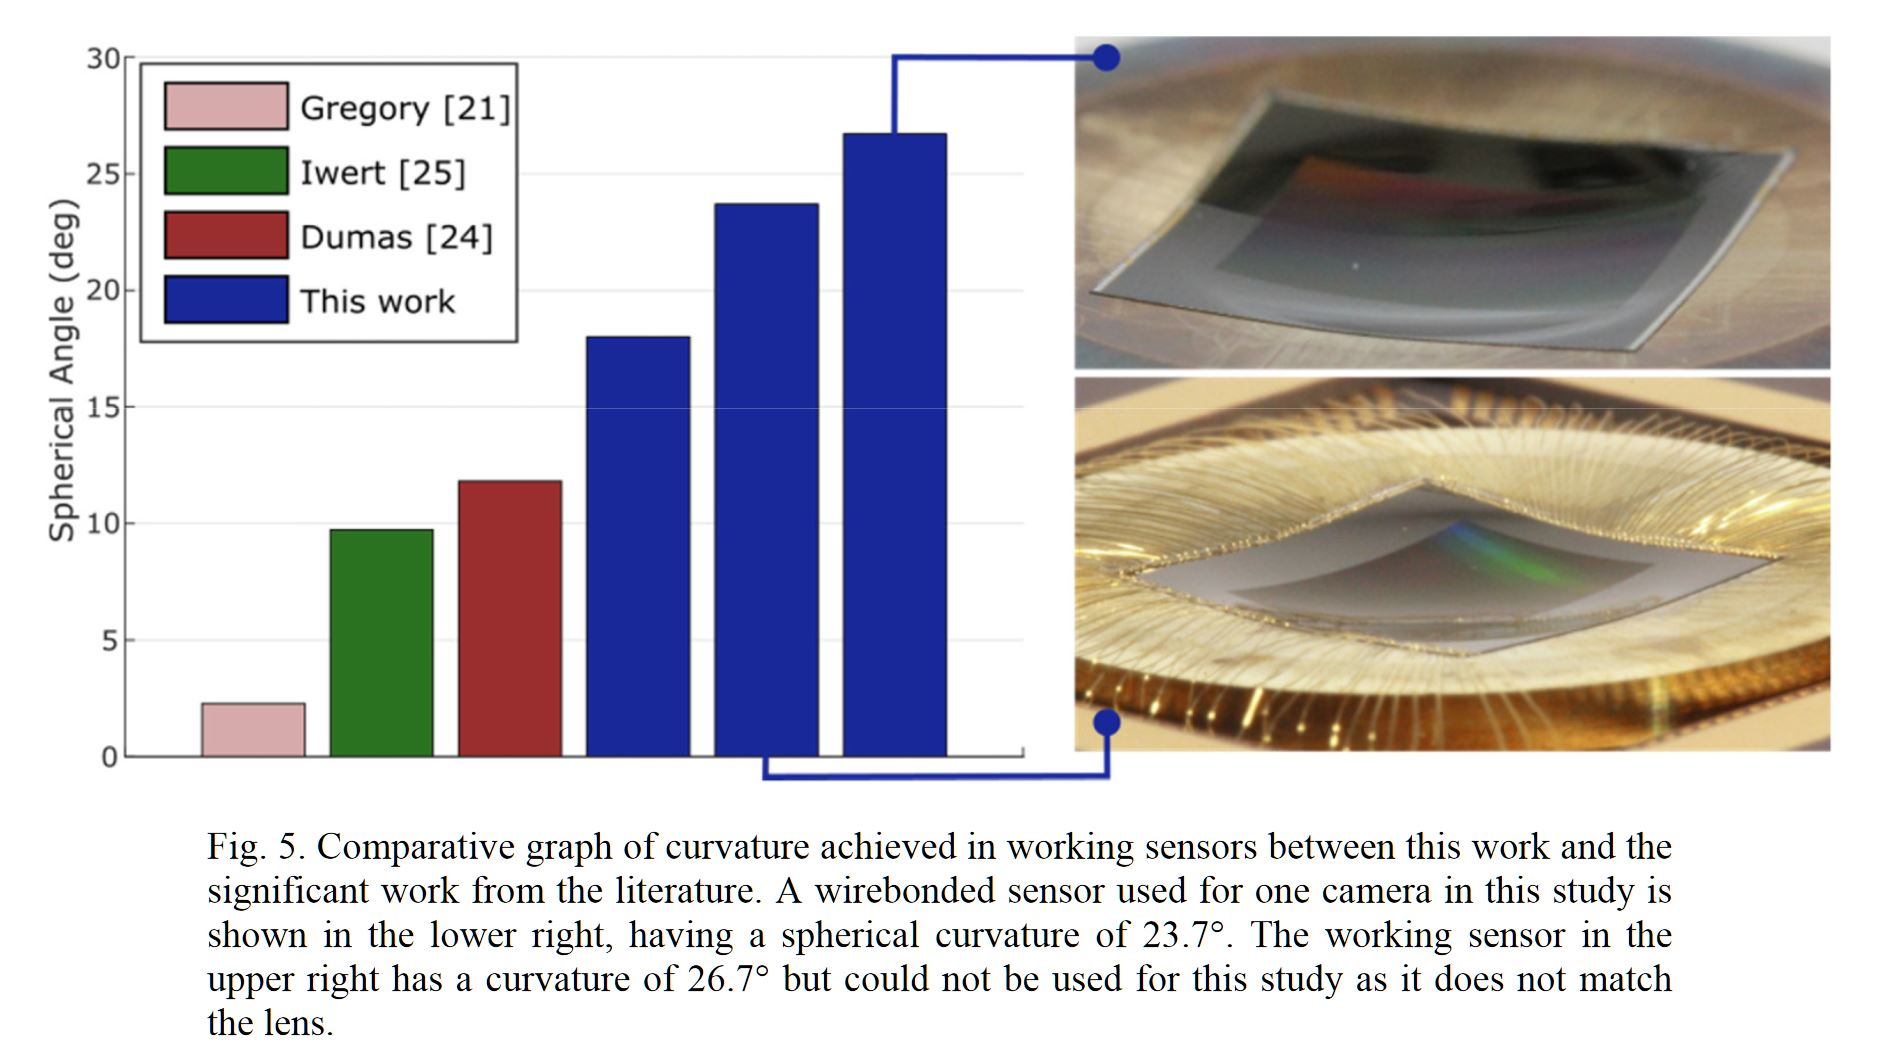 30
25
20
15
10
5
0
Spherical Angle (deg)
Gregory [21]
Iwert [25]
Dumas [24]
This work
Fig. 5. Comparative graph of curvature achieved in working sensors between this work and the
significant work from the literature. A wirebonded sensor used for one camera in this study is
shown in the lower right, having a spherical curvature of 23.7°. The working sensor in the
upper right has a curvature of 26.7° but could not be used for this study as it does not match
the lens.